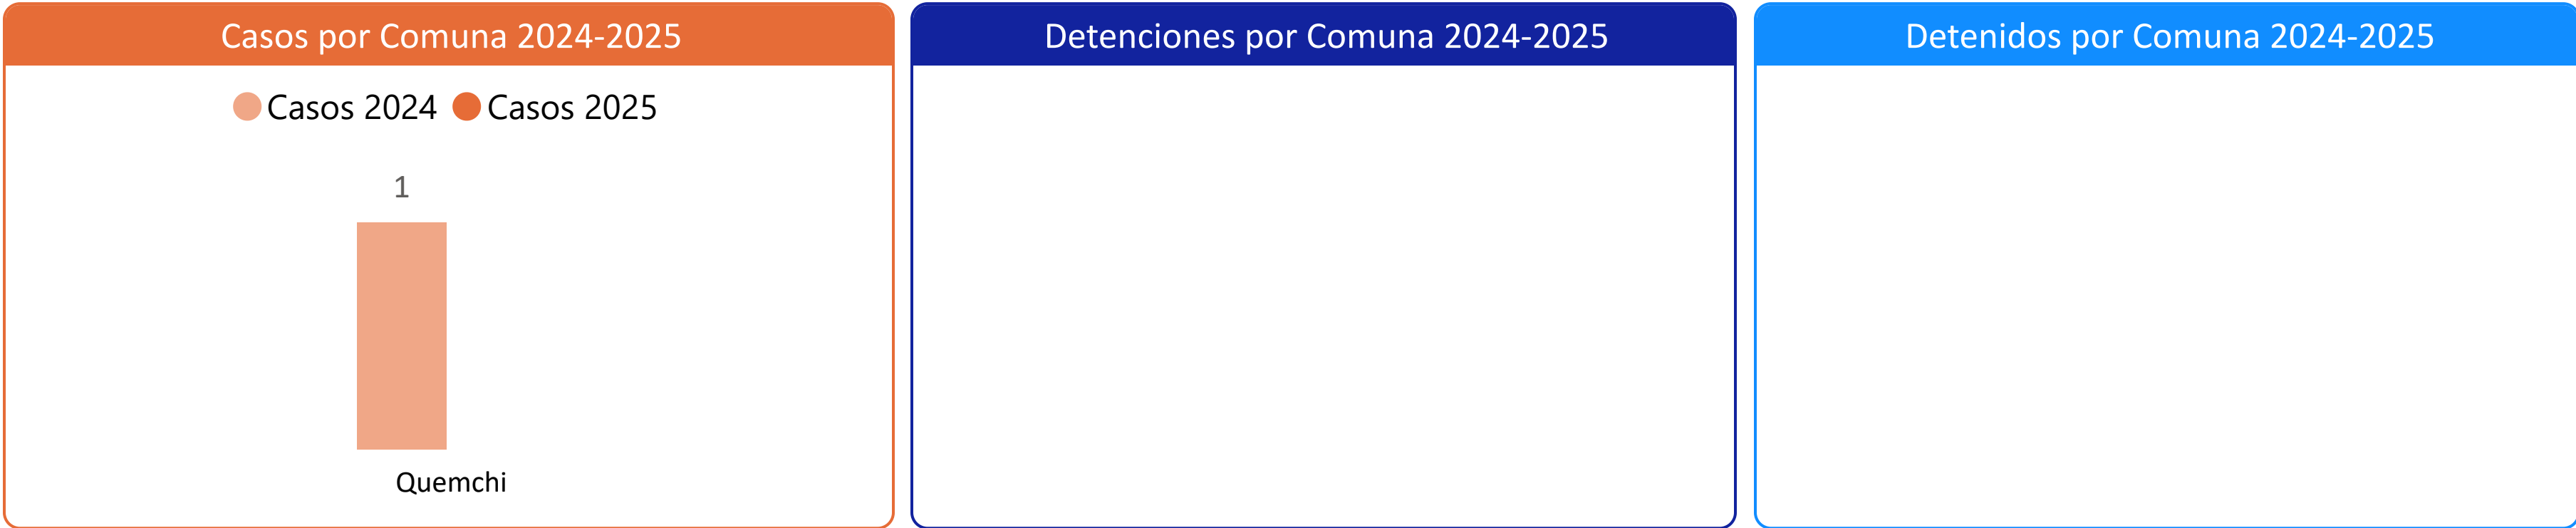 Casos por Comuna 2024-2025
Casos 2024 Casos 2025
1
Quemchi
Detenciones por Comuna 2024-2025
Detenidos por Comuna 2024-2025